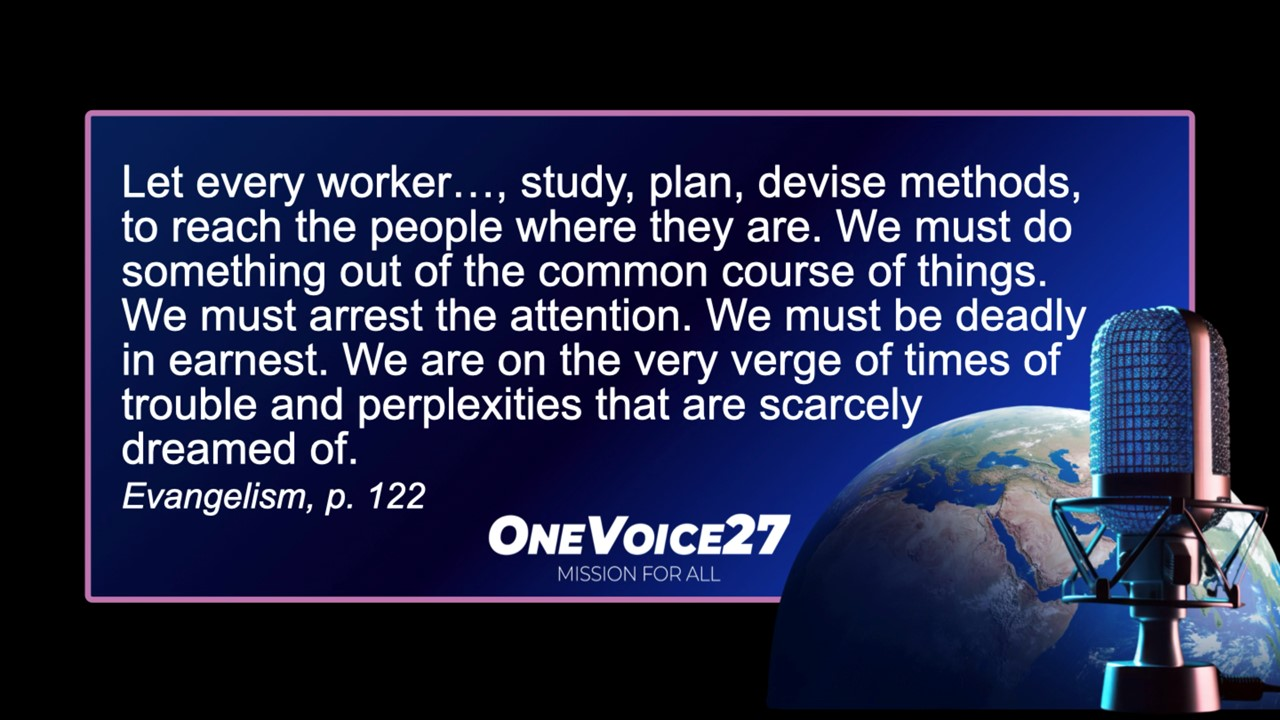 Let every worker…, study, plan, devise methods,
to reach the people where they are. We must do
something out of the common course of things.
We must arrest the attention. We must be deadly
in earnest. We are on the very verge of times of
trouble and perplexities that are scarcely
dreamed of.
Evangelism, p. 122
ONEVOICE27
MISSION FOR ALL